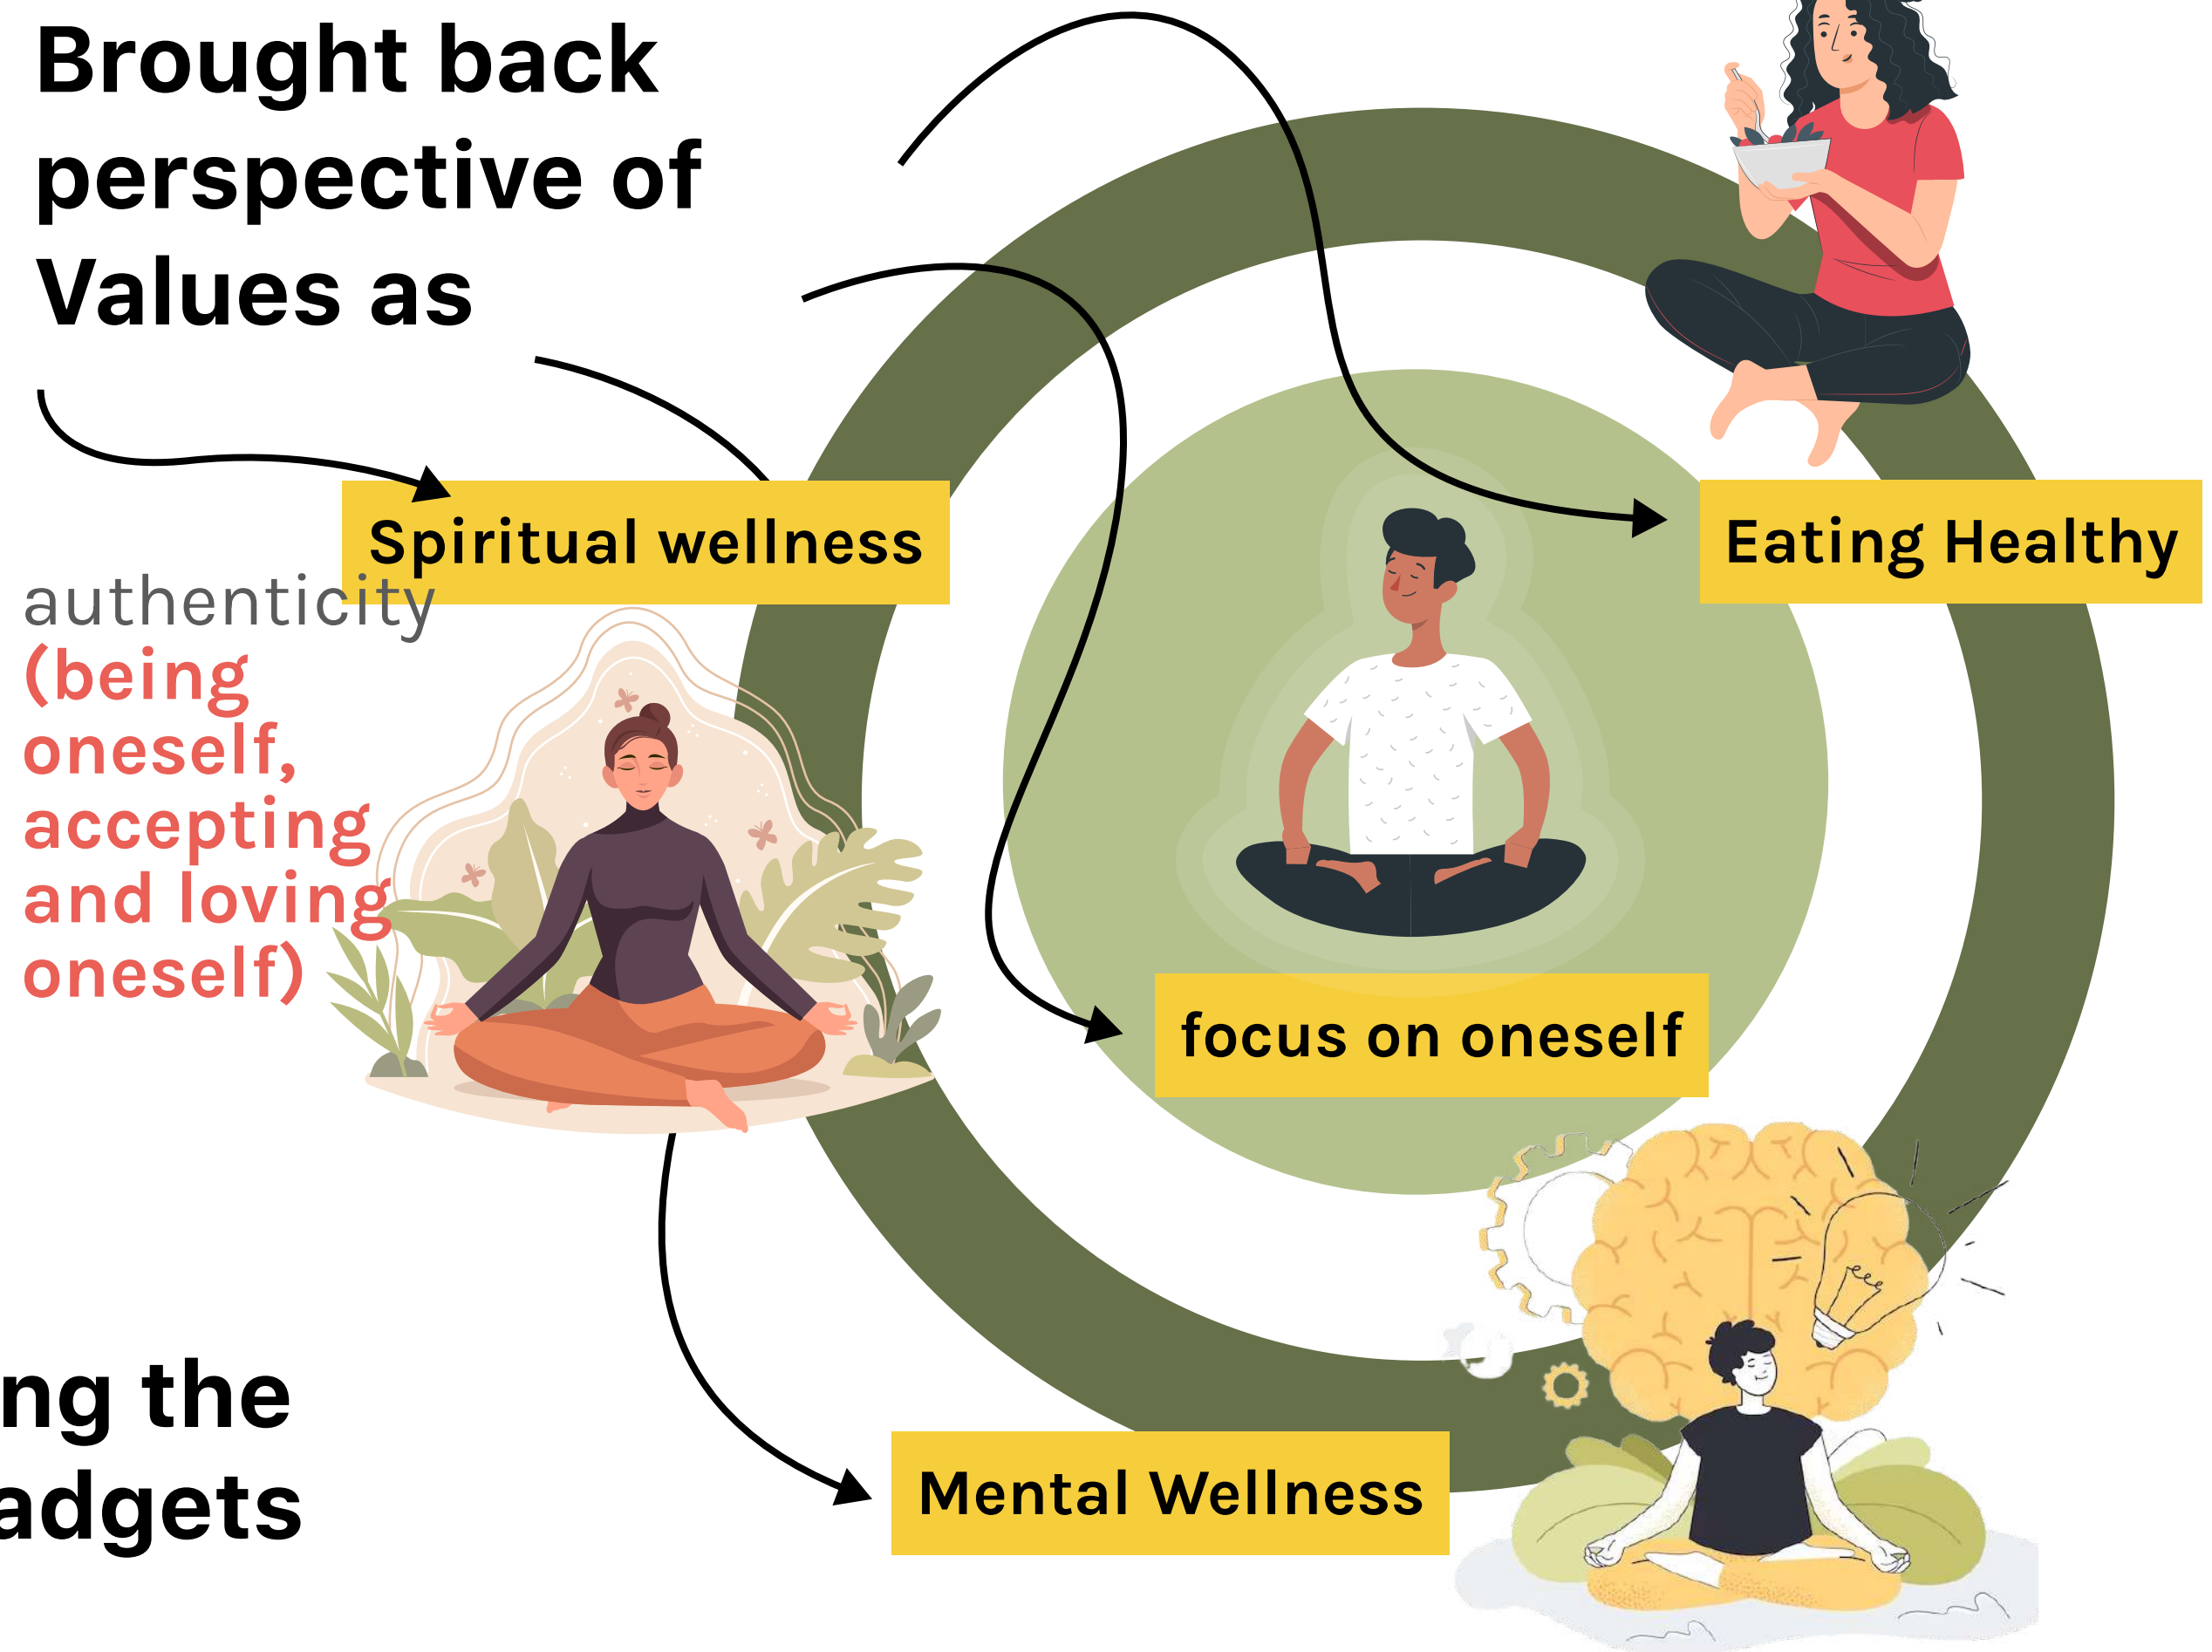 Brought back
perspective of
Values as
Spiritual wellness
Eating Healthy
authenticity
(being
oneself,
accepting
and loving
oneself)
focus on oneself
ng the
adgets
Mental Wellness